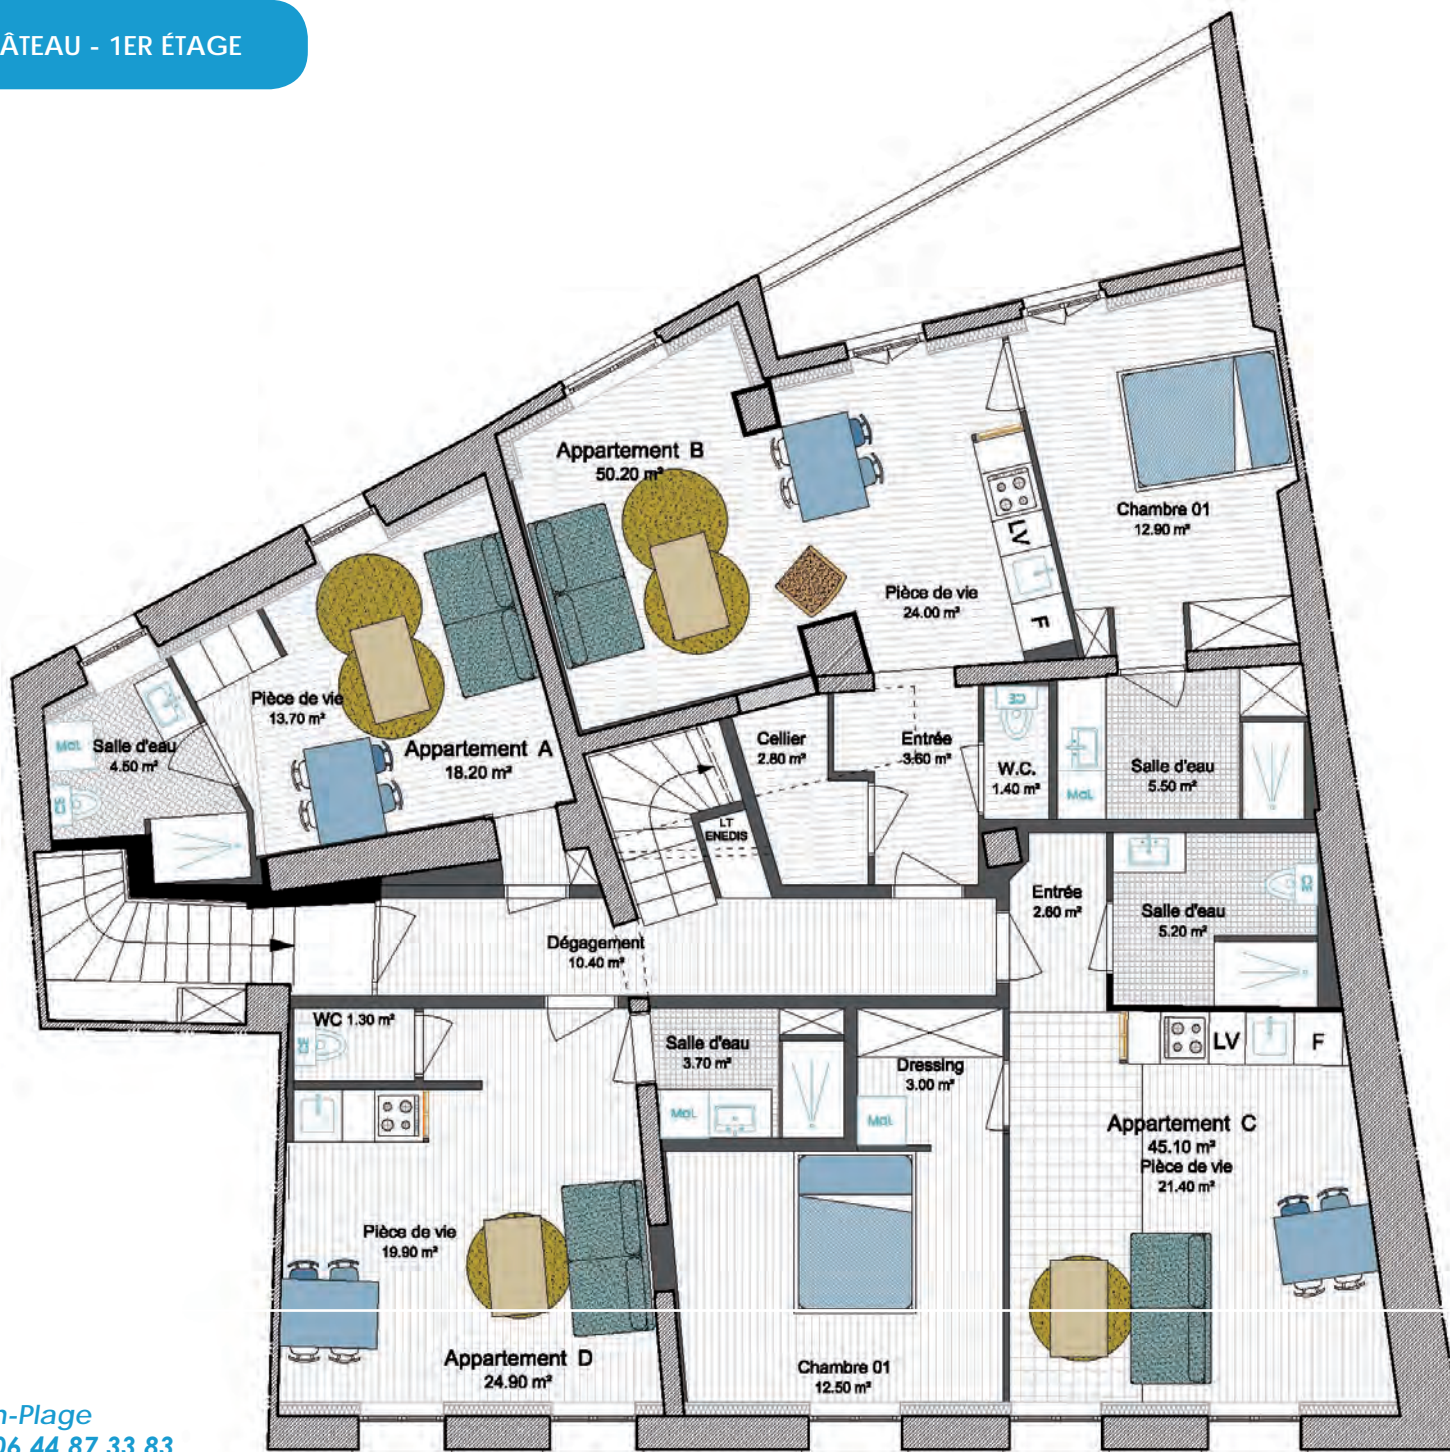 ÂTEAU - 1ER ÉTAGE
Appartement B
50.20 m²
Chambre 01
12.90 m²
LV
Pièce de vie
24.00 m²
F
Pièce de vie
13.70 m²
Mal.
Salle d'eau
4.50 m²
Appartement A
18.20 m²
Cellier
2.80 m²
Entrée
3.60 m²
W.C.
1.40 m²
Salle d'eau
5.50 m²
Mal.
LT
ENEDIS
Entrée
2.60 m²
Salle d'eau
5.20 m²
Dégagement
10.40 m²
WC 1.30 m²
Salle d'eau
3.70 m²
Mal.
Dressing
3.00 m²
Mal.
LV
F
Appartement C
45.10 m²
Pièce de vie
21.40 m²
Pièce de vie
19.90 m²
Appartement D
24.90 m²
Chambre 01
12.50 m²
n-Plage
06 44 87 33 83